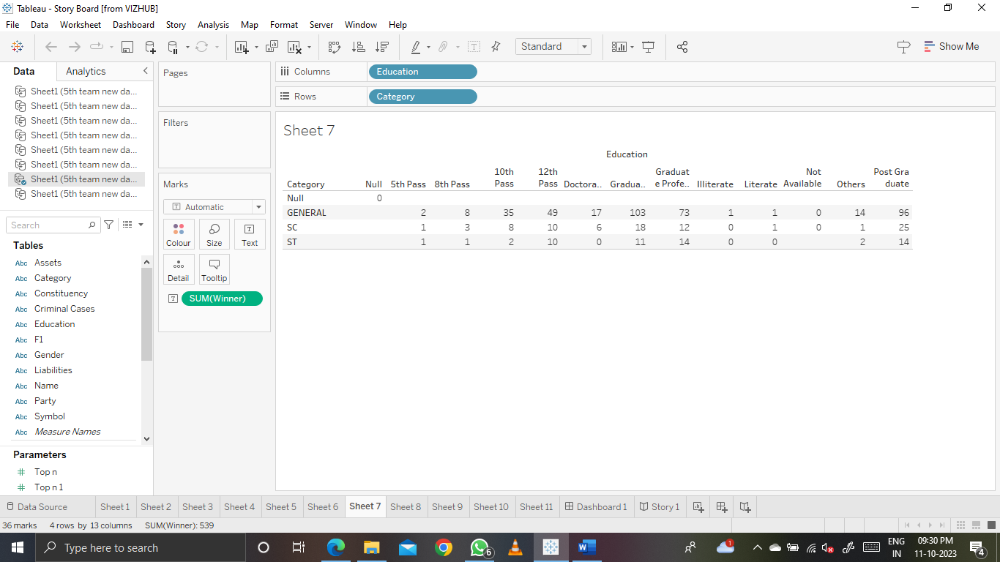 Tableau - Story Board [from VIZHUB]
File Data Worksheet Dashboard Story Analysis Map Format Server Window Help
Standard Show Me
Data Analytics
Sheet1 (5th team new da...
Sheet1 (5th team new da...
Sheet1 (5th team new da...
Sheet1 (5th team new da...
Sheet1 (5th team new da...
Sheet1 (5th team new da...
Sheet1 (5th team new da...
Sheet1 (5th team new da...
Search
Tables
Abc Assets
Abc Category
Abc Constituency
Abc Criminal Cases
Abc Education
Abc F1
Abc Gender
Abc Liabilities
Abc Name
Abc Party
Abc Symbol
Abc Measure Names
Parameters
# Top n
# Top n 1
Pages
Filters
Marks
T Automatic
Colour Size Text
Detail Tooltip
T SUM(Winner)
Columns Education
Rows Category
Sheet 7
Education
Category Null 5th Pass 8th Pass 10th Pass 12th Pass Doctora.. Gradua.. Graduat e Profe.. Illiterate Literate Not Available Others Post Gra duate
Null 0
GENERAL 2 8 35 49 17 103 73 1 1 0 14 96
SC 1 3 8 10 6 18 12 0 1 0 1 25
ST 1 1 2 10 0 11 14 0 0 2 14
Data Source Sheet 1 Sheet 2 Sheet 3 Sheet 4 Sheet 5 Sheet 6 Sheet 7 Sheet 8 Sheet 9 Sheet 10 Sheet 11 Dashboard 1 Story 1
36 marks 4 rows by 13 columns SUM(Winner): 539
Type here to search
6
W
1
ENG
IN
09:30 PM
11-10-2023
4